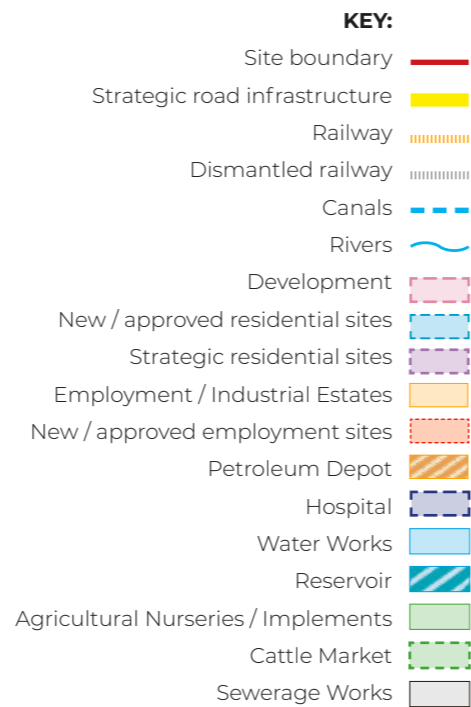 KEY:
Site boundary
Strategic road infrastructure
Railway
Dismantled railway
Canals
Rivers
Development
New / approved residential sites
Strategic residential sites
Employment / Industrial Estates
New / approved employment sites
Petroleum Depot
Hospital
Water Works
Reservoir
Agricultural Nurseries / Implements
Cattle Market
Sewerage Works